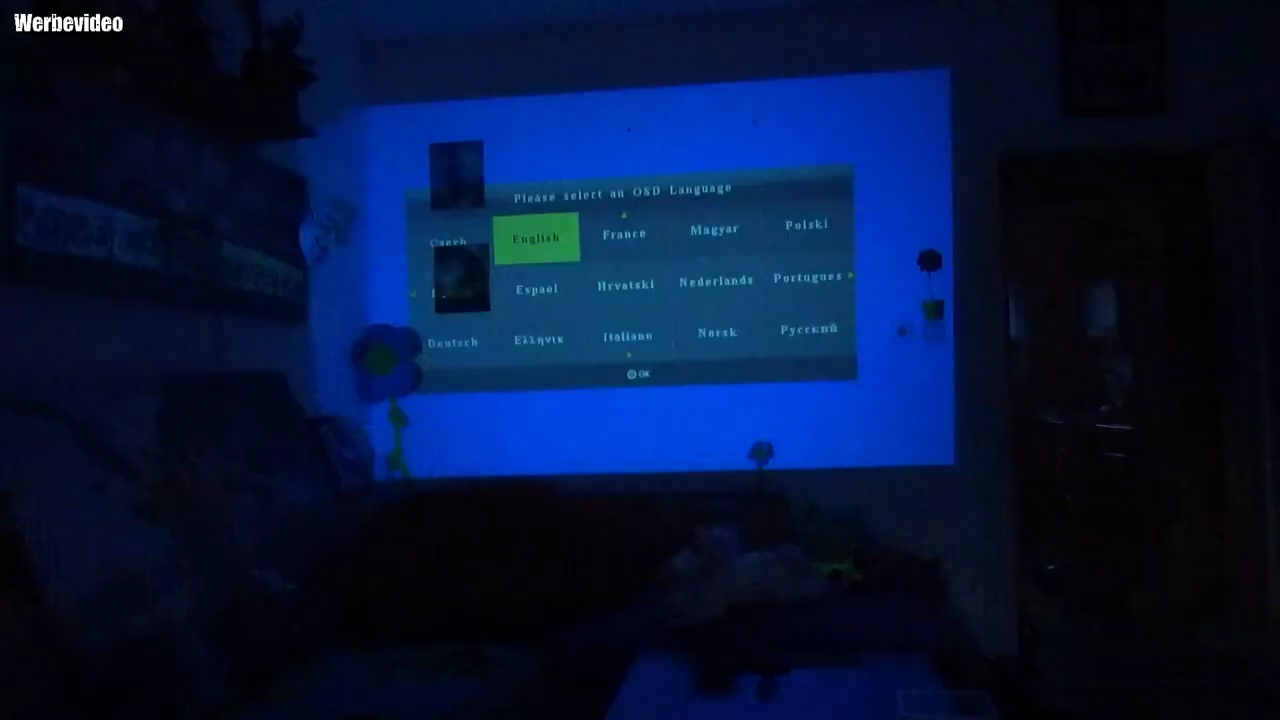 Werbevideo
Please select an OSD Language
Czech English France Magyar Polski
Espaol Hrvatski Nederlands Portugues
Deutsch Ελληνικ Italiano Norsk Русский
OK